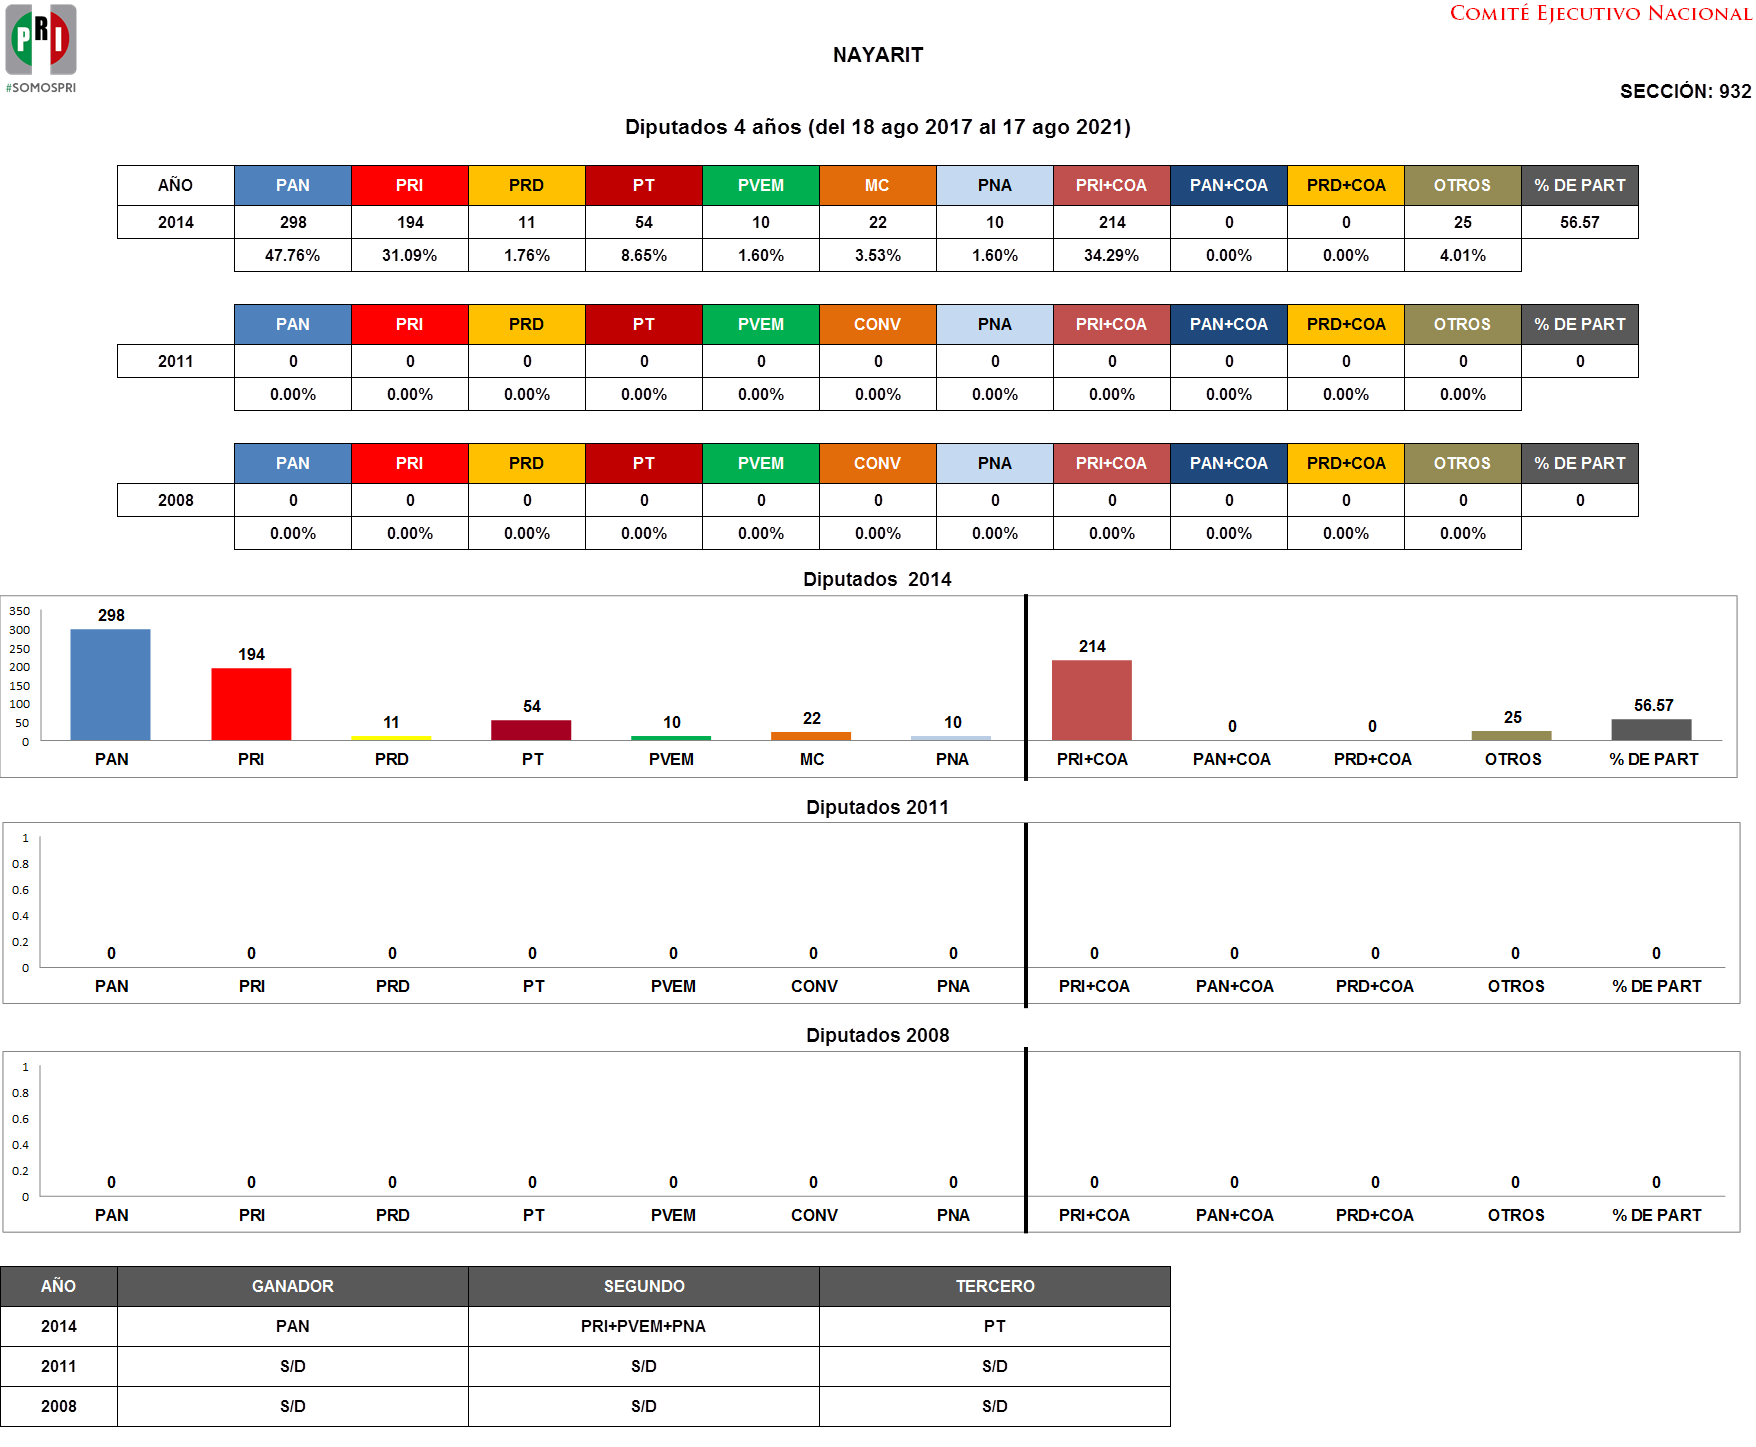 PRI
#SOMOSPRI
COMITÉ EJECUTIVO NACIONAL
NAYARIT
SECCIÓN: 932
Diputados 4 años (del 18 ago 2017 al 17 ago 2021)
AÑO PAN PRI PRD PT PVEM MC PNA PRI+COA PAN+COA PRD+COA OTROS % DE PART
2014 298 194 11 54 10 22 10 214 0 0 25 56.57
47.76% 31.09% 1.76% 8.65% 1.60% 3.53% 1.60% 34.29% 0.00% 0.00% 4.01%
PAN PRI PRD PT PVEM CONV PNA PRI+COA PAN+COA PRD+COA OTROS % DE PART
2011 0 0 0 0 0 0 0 0 0 0 0 0
0.00% 0.00% 0.00% 0.00% 0.00% 0.00% 0.00% 0.00% 0.00% 0.00% 0.00%
PAN PRI PRD PT PVEM CONV PNA PRI+COA PAN+COA PRD+COA OTROS % DE PART
2008 0 0 0 0 0 0 0 0 0 0 0 0
0.00% 0.00% 0.00% 0.00% 0.00% 0.00% 0.00% 0.00% 0.00% 0.00% 0.00%
Diputados 2014
350
300
250
200
150
100
50
0
298 194 11 54 10 22 10 214 0 0 25 56.57
PAN PRI PRD PT PVEM MC PNA PRI+COA PAN+COA PRD+COA OTROS % DE PART
Diputados 2011
1
0.8
0.6
0.4
0.2
0
0 0 0 0 0 0 0 0 0 0 0 0
PAN PRI PRD PT PVEM CONV PNA PRI+COA PAN+COA PRD+COA OTROS % DE PART
Diputados 2008
1
0.8
0.6
0.4
0.2
0
0 0 0 0 0 0 0 0 0 0 0 0
PAN PRI PRD PT PVEM CONV PNA PRI+COA PAN+COA PRD+COA OTROS % DE PART
AÑO GANADOR SEGUNDO TERCERO
2014 PAN PRI+PVEM+PNA PT
2011 S/D S/D S/D
2008 S/D S/D S/D